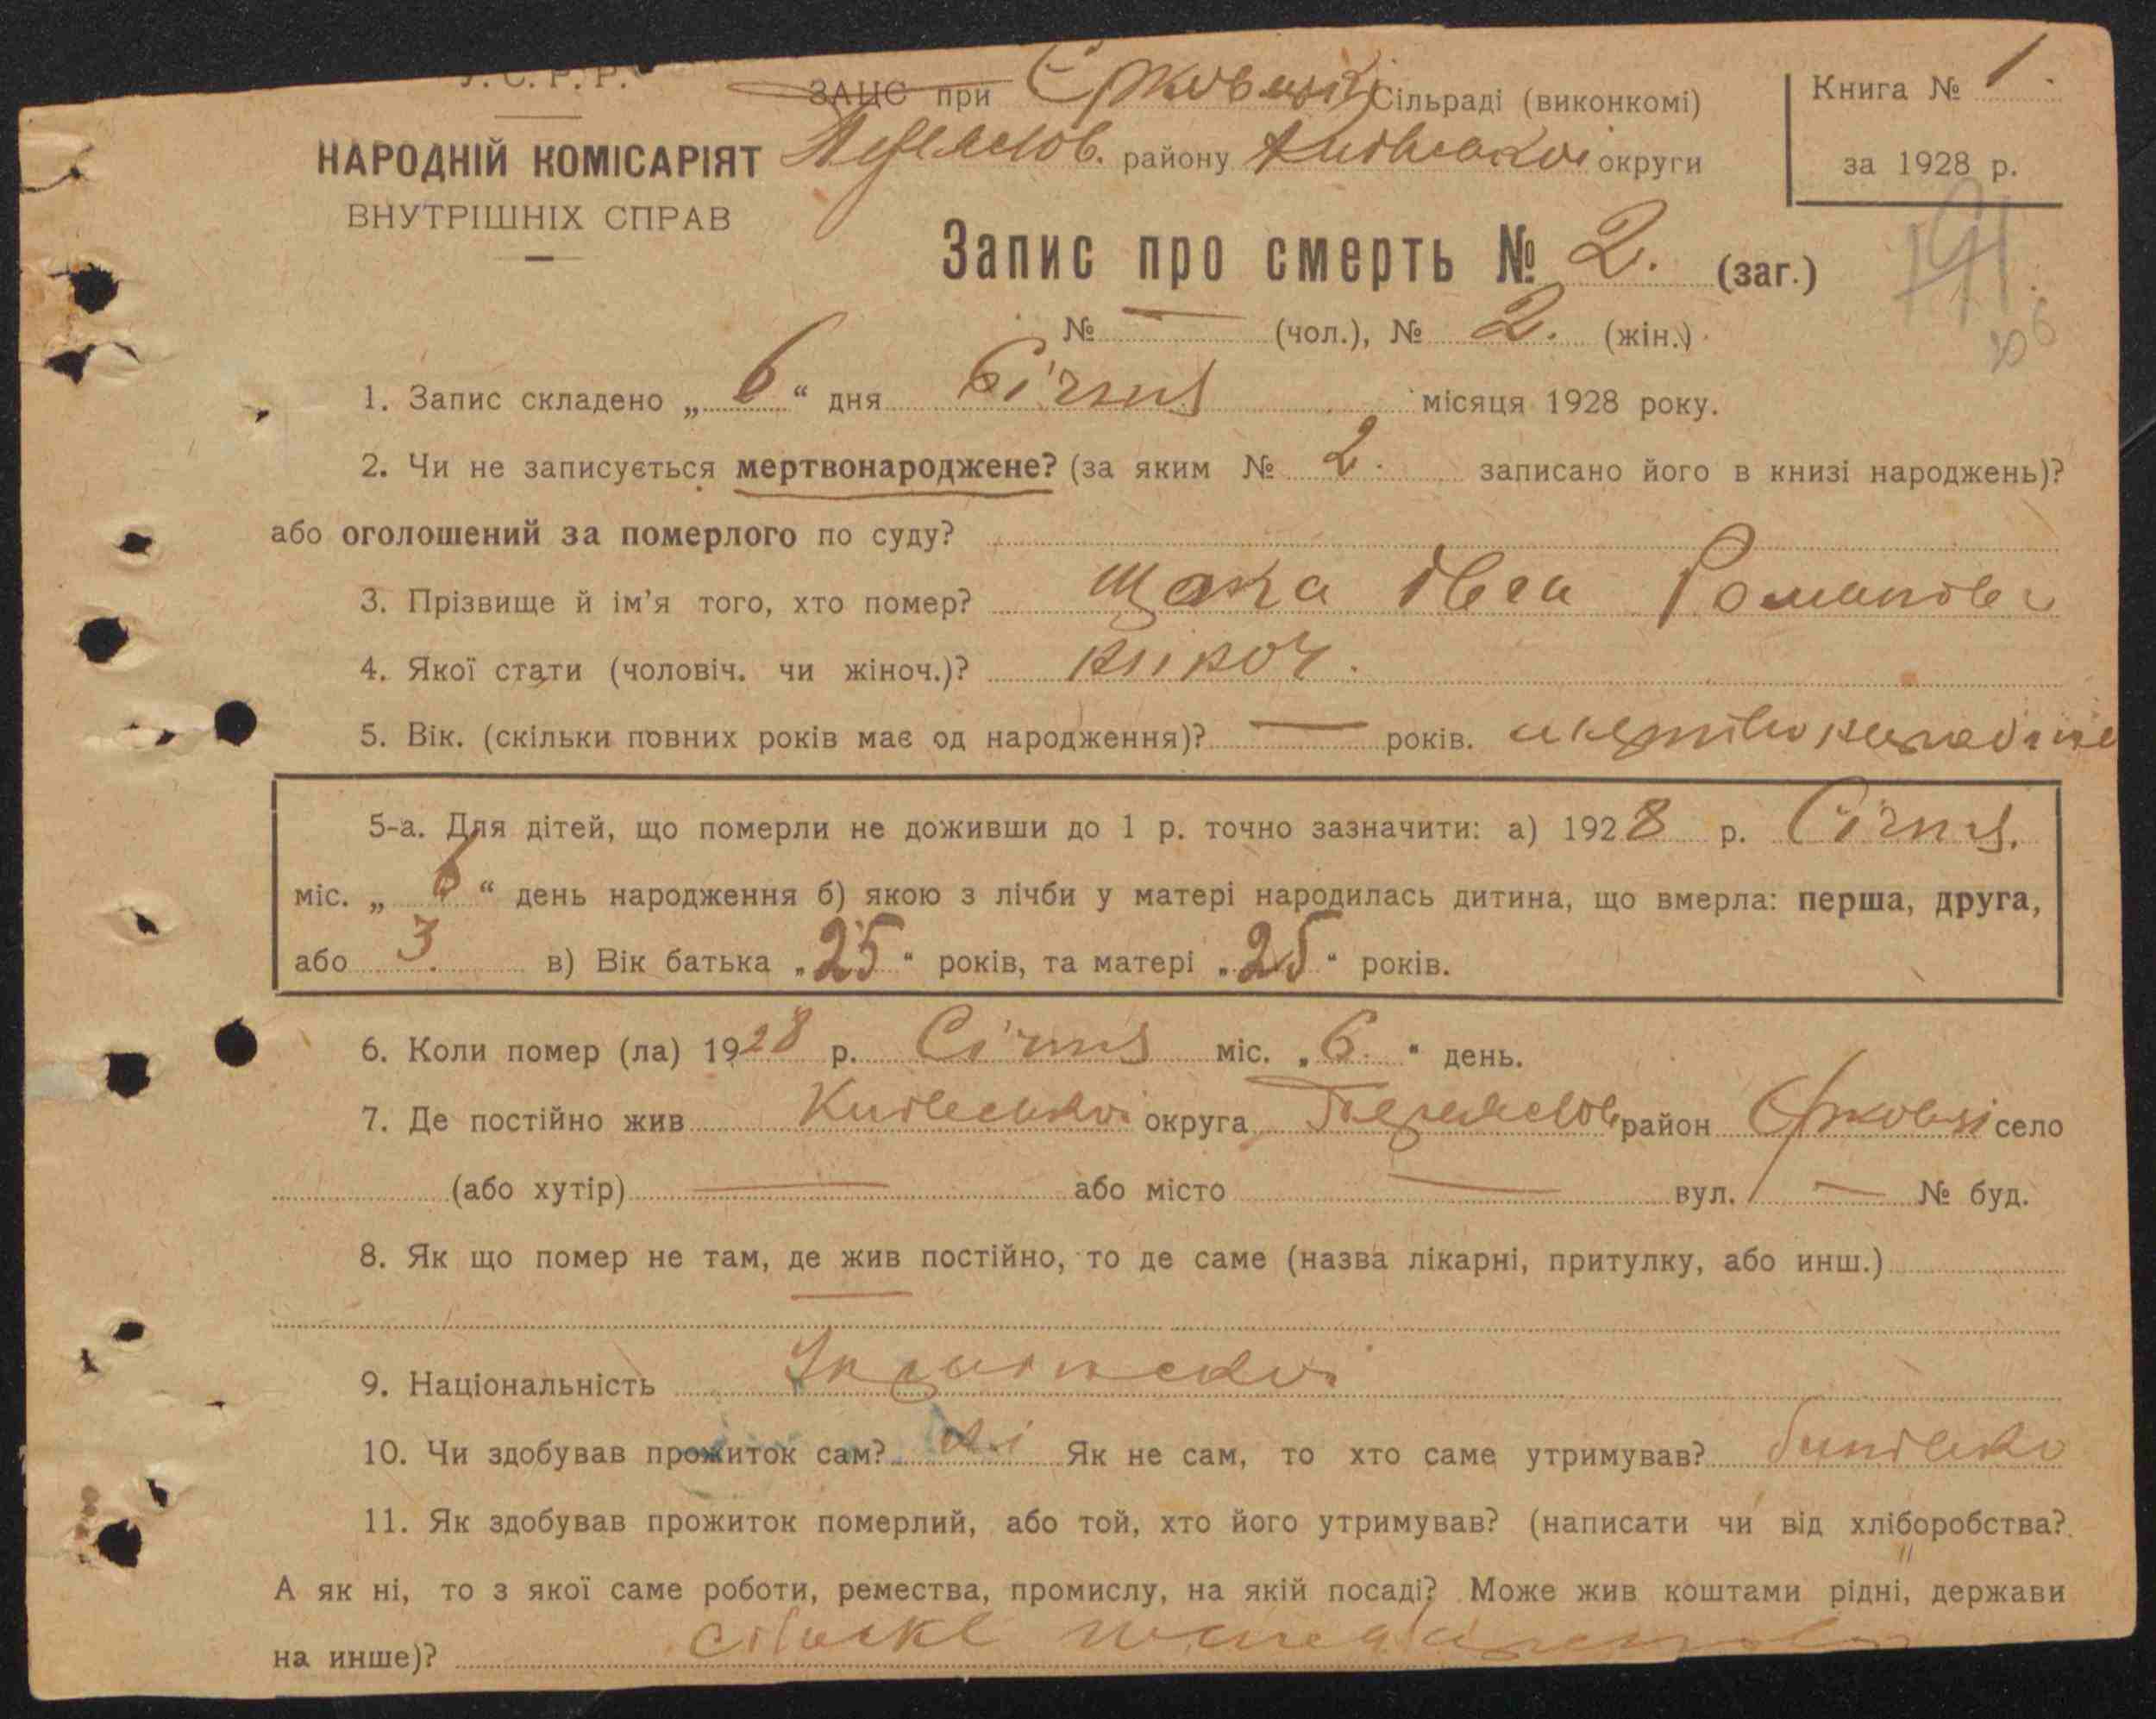 У. С. Р. Р.
ЗАЦС при Єрковецкій Сільраді (виконкомі)
Книга № 1.
НАРОДНІЙ КОМІСАРІЯТ
Переяслов. району Київської округи
за 1928 р.
ВНУТРІШНІХ СПРАВ
Запис про смерть № 2. (заг.)
№ — (чол.), № 2. (жін.)
1. Запис складено „ 6 “ дня Січня місяця 1928 року.
2. Чи не записується мертвонароджене? (за яким № 2. записано його в книзі народжень)?
або оголошений за померлого по суду?
3. Прізвище й ім’я того, хто помер? Романівна
4. Якої стати (чоловіч. чи жіноч.)? жіноч.
5. Вік. (скільки повних років має од народження)? — років. мертвонароджене
5-а. Для дітей, що померли не доживши до 1 р. точно зазначити: а) 1928 р. Січня.
міс. „ 6 “ день народження б) якою з лічби у матері народилась дитина, що вмерла: перша, друга,
або 3. в) Вік батька „ 25 “ років, та матері „ 25 “ років.
6. Коли помер (ла) 1928 р. Січня міс. „ 6. “ день.
7. Де постійно жив Київської округа Переяслов район Єрковці село
(або хутір) — або місто — вул. — № буд.
8. Як що помер не там, де жив постійно, то де саме (назва лікарні, притулку, або инш.)
9. Національність Української
10. Чи здобував прожиток сам? ні Як не сам, то хто саме утримував? батько
11. Як здобував прожиток померлий, або той, хто його утримував? (написати чи від хліборобства?
А як ні, то з якої саме роботи, ремества, промислу, на якій посаді? Може жив коштами рідні, держави
на инше)? сільске